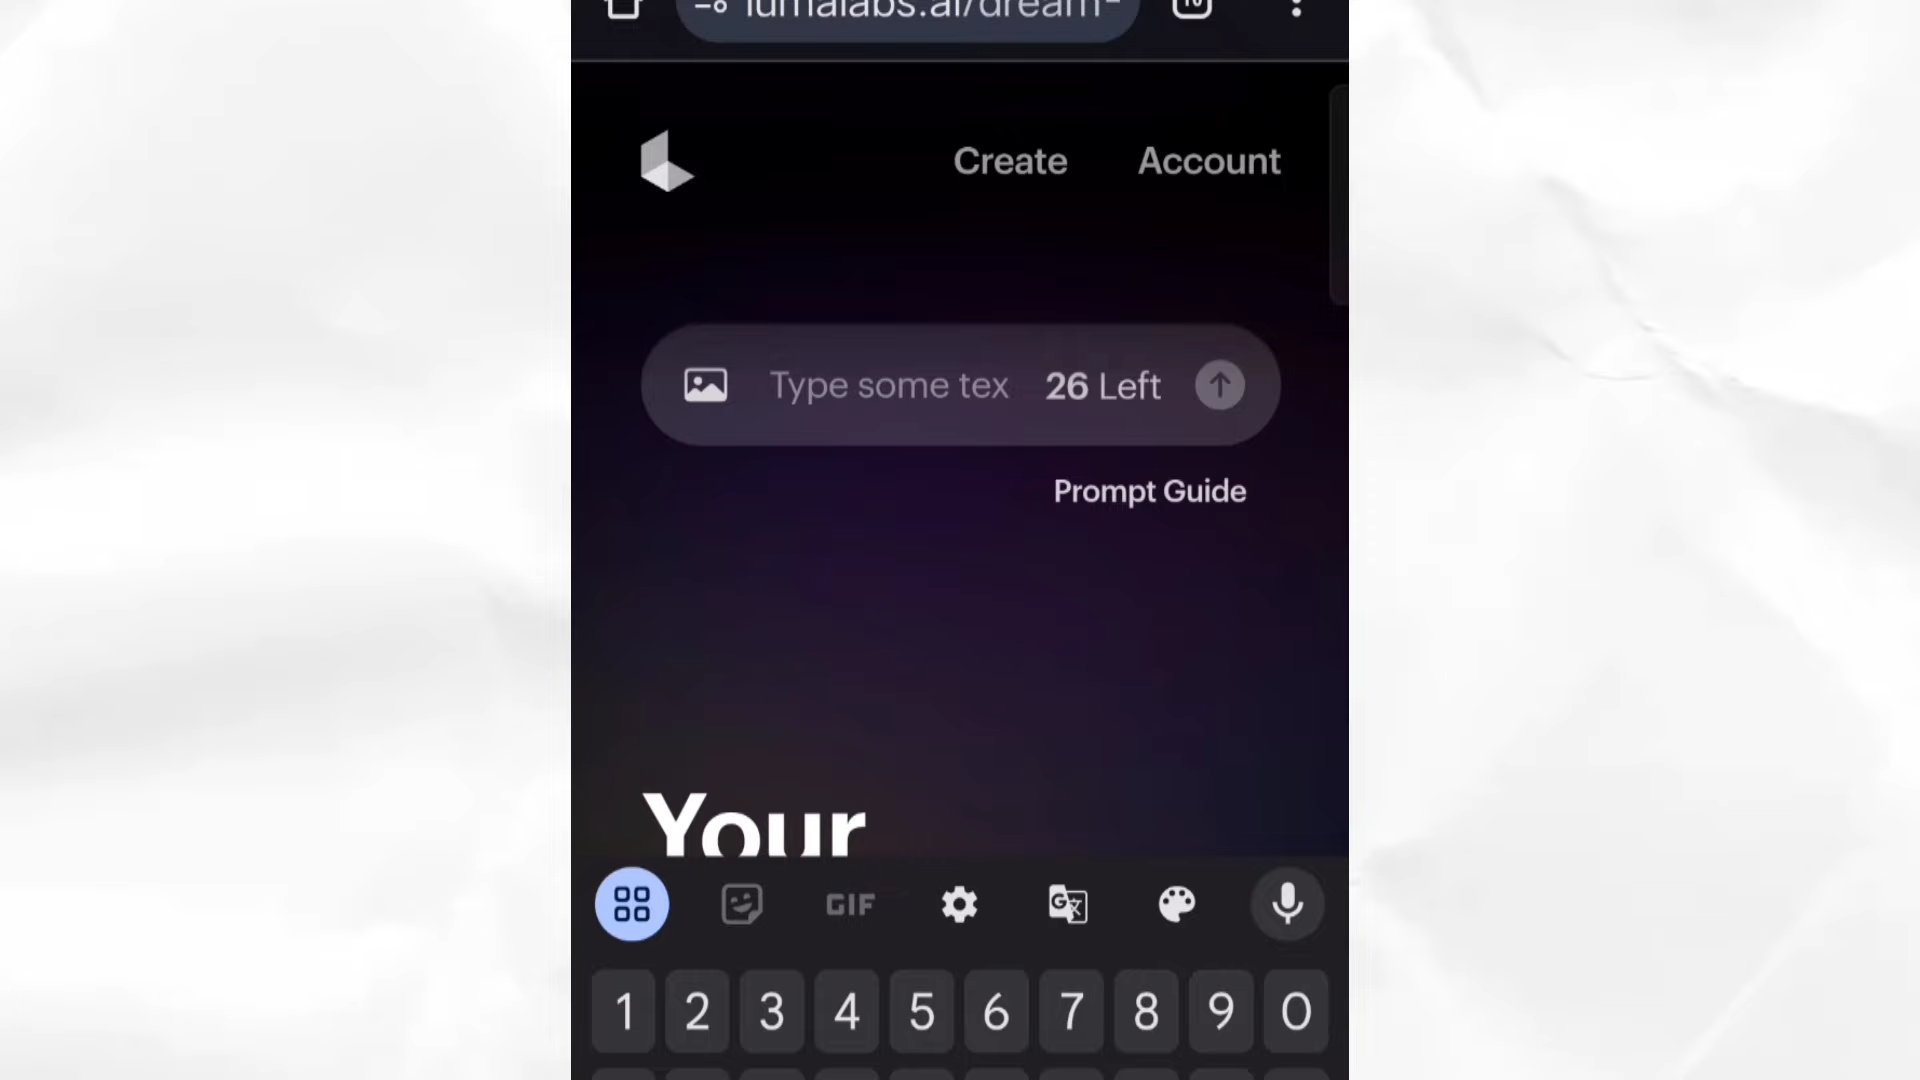 lumalabs.ai/dream-
Create Account
Type some tex 26 Left
Prompt Guide
Your
GIF
1 2 3 4 5 6 7 8 9 0